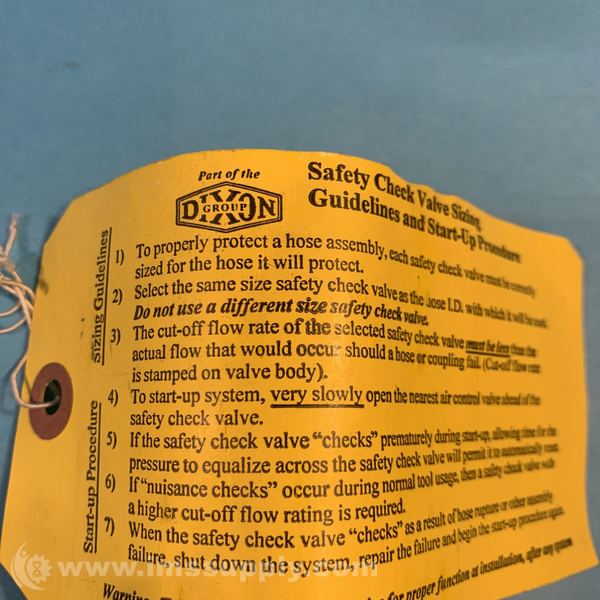 Part of the
DIXON
GROUP
Safety Check Valve Sizing
Guidelines and Start-Up Procedure
Sizing Guidelines
1) To properly protect a hose assembly, each safety check valve must be correctly
sized for the hose it will protect.
2) Select the same size safety check valve as the hose I.D. with which it will be used.
Do not use a different size safety check valve.
3) The cut-off flow rate of the selected safety check valve must be less than the
actual flow that would occur should a hose or coupling fail. (Cut-off flow rate
is stamped on valve body).
Start-up Procedure
4) To start-up system, very slowly open the nearest air control valve ahead of the
safety check valve.
5) If the safety check valve “checks” prematurely during start-up, allowing time for the
pressure to equalize across the safety check valve will permit it to automatically reset.
6) If “nuisance checks” occur during normal tool usage, then a safety check valve with
a higher cut-off flow rating is required.
7) When the safety check valve “checks” as a result of hose rupture or other assembly
failure, shut down the system, repair the failure and begin the start-up procedure again.
Warning: for proper function at installation, after any system
www.missupply.com